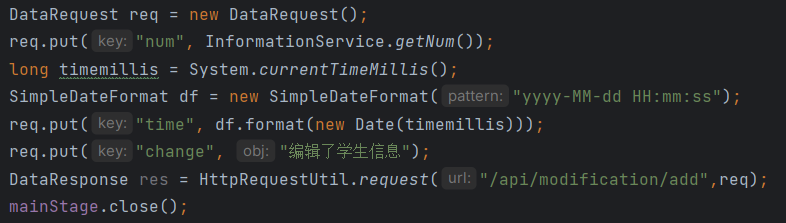 DataRequest req = new DataRequest();
req.put( key: "num", InformationService.getNum());
long timemillis = System.currentTimeMillis();
SimpleDateFormat df = new SimpleDateFormat( pattern: "yyyy-MM-dd HH:mm:ss");
req.put( key: "time", df.format(new Date(timemillis)));
req.put( key: "change", obj: "编辑了学生信息");
DataResponse res = HttpRequestUtil.request( url: "/api/modification/add",req);
mainStage.close();